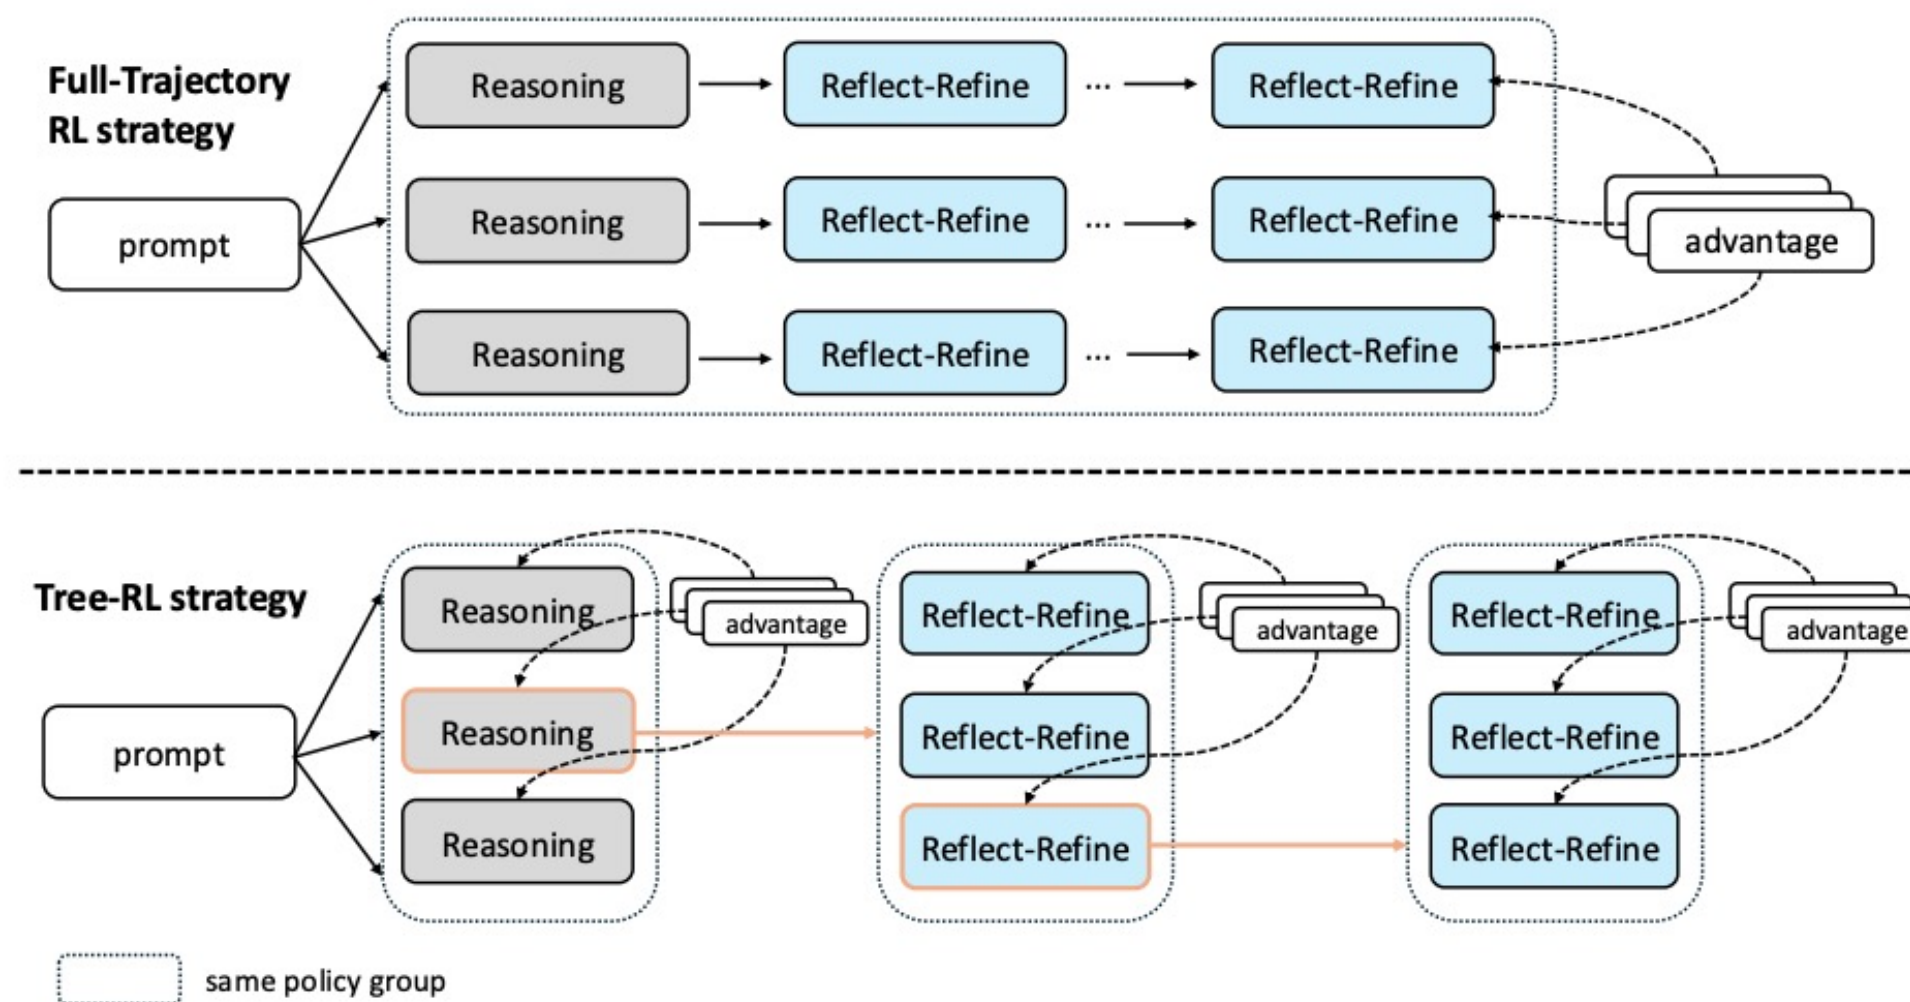 Full-Trajectory
RL strategy
prompt
Reasoning
Reflect-Refine
...
Reflect-Refine
Reasoning
Reflect-Refine
...
Reflect-Refine
Reasoning
Reflect-Refine
...
Reflect-Refine
advantage
Tree-RL strategy
prompt
Reasoning
Reasoning
Reasoning
advantage
Reflect-Refine
Reflect-Refine
Reflect-Refine
advantage
Reflect-Refine
Reflect-Refine
Reflect-Refine
advantage
same policy group